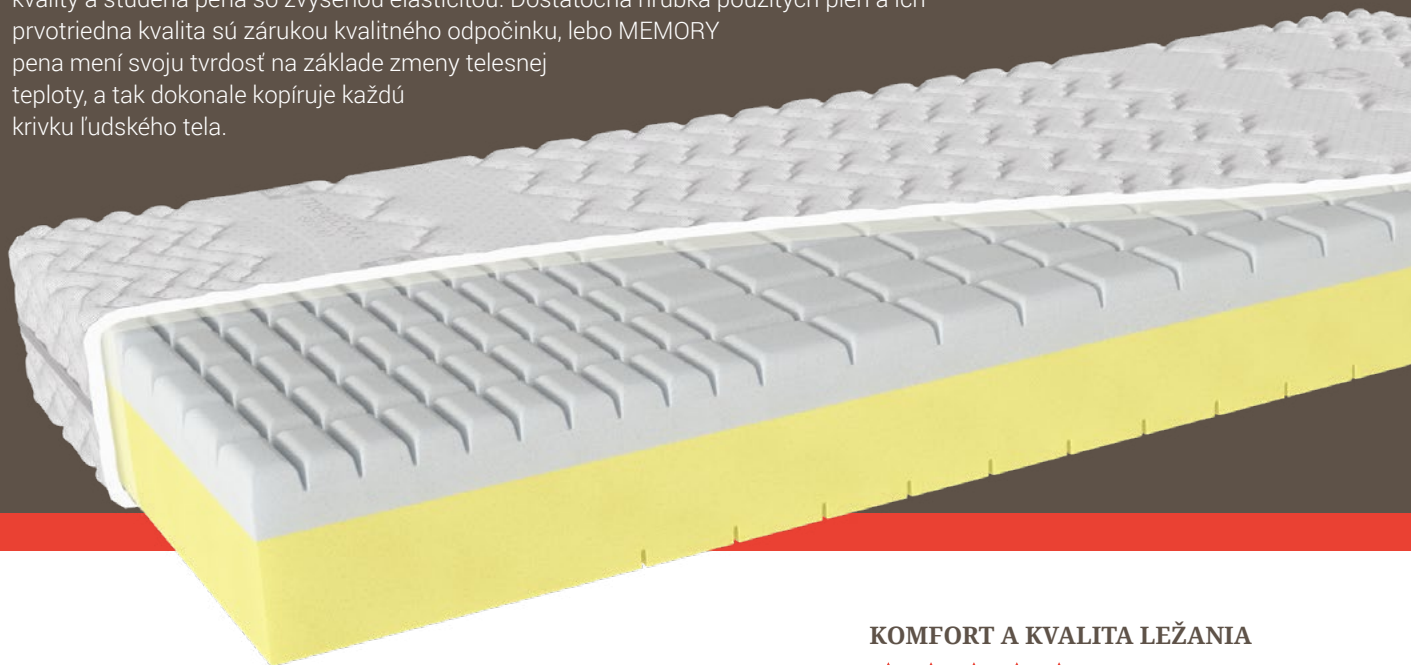 kvality a studená pena so zvýšenou elasticitou. Dostatočná hrúbka použitých pien a ich
prvotriedna kvalita sú zárukou kvalitného odpočinku, lebo MEMORY
pena mení svoju tvrdosť na základe zmeny telesnej
teploty, a tak dokonale kopíruje každú
krivku ľudského tela.
KOMFORT A KVALITA LEŽANIA